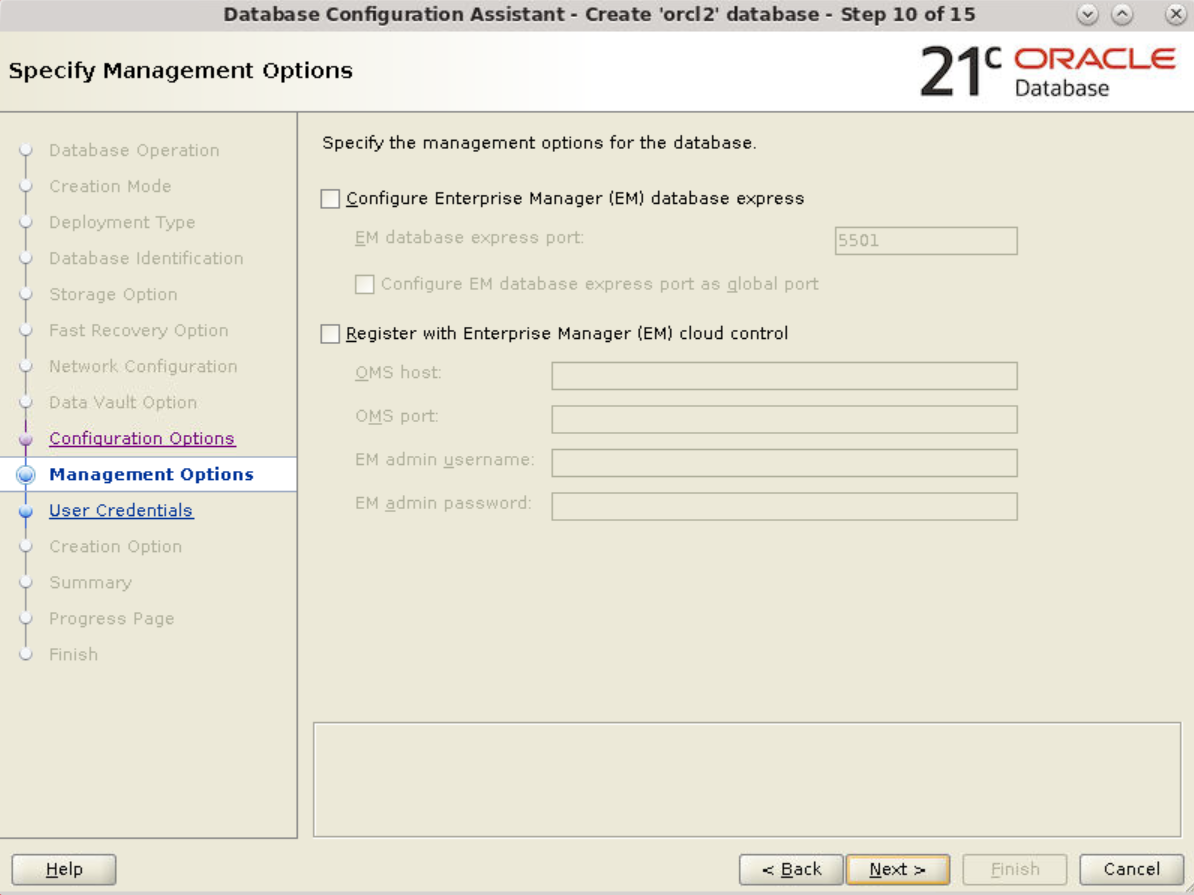 Database Configuration Assistant - Create 'orcl2' database - Step 10 of 15
Specify Management Options
21c ORACLE
Database
Database Operation
Creation Mode
Deployment Type
Database Identification
Storage Option
Fast Recovery Option
Network Configuration
Data Vault Option
Configuration Options
Management Options
User Credentials
Creation Option
Summary
Progress Page
Finish
Specify the management options for the database.
Configure Enterprise Manager (EM) database express
EM database express port: 5501
Configure EM database express port as global port
Register with Enterprise Manager (EM) cloud control
OMS host:
OMS port:
EM admin username:
EM admin password:
Help < Back Next > Finish Cancel